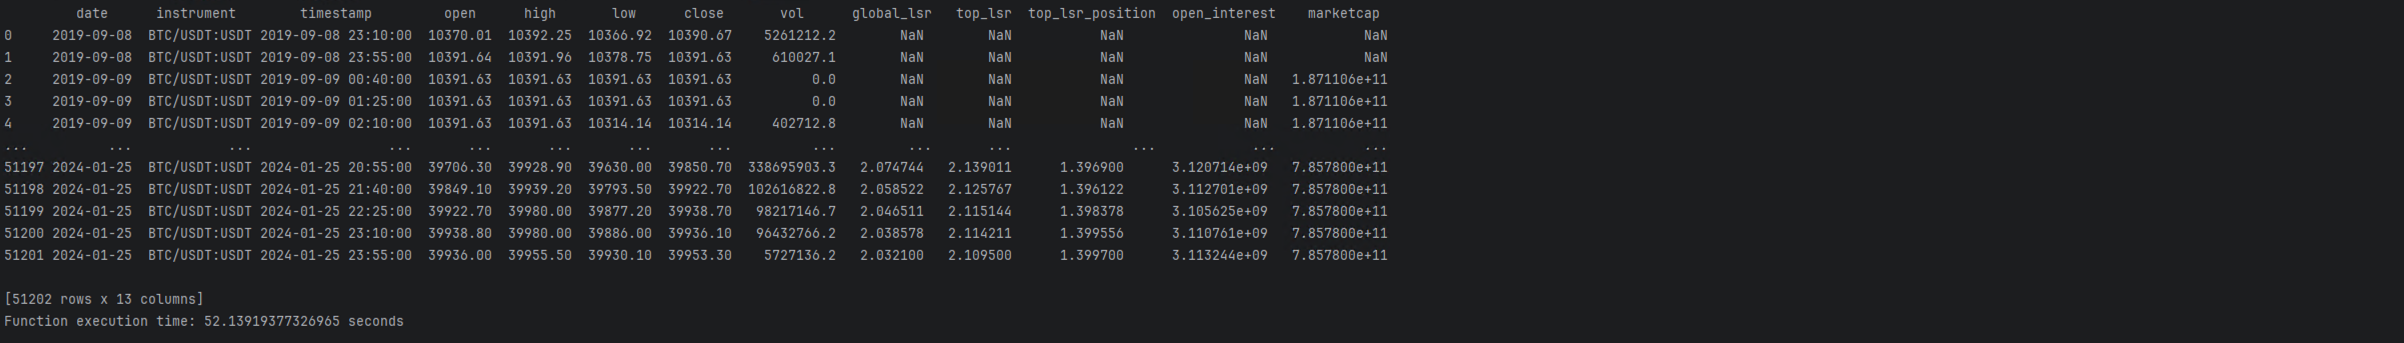 date instrument timestamp open high low close vol global_lsr top_lsr top_lsr_position open_interest marketcap
0 2019-09-08 BTC/USDT:USDT 2019-09-08 23:10:00 10370.01 10392.25 10366.92 10390.67 5261212.2 NaN NaN NaN NaN NaN
1 2019-09-08 BTC/USDT:USDT 2019-09-08 23:55:00 10391.64 10391.96 10378.75 10391.63 610027.1 NaN NaN NaN NaN NaN
2 2019-09-09 BTC/USDT:USDT 2019-09-09 00:40:00 10391.63 10391.63 10391.63 10391.63 0.0 NaN NaN NaN NaN 1.871106e+11
3 2019-09-09 BTC/USDT:USDT 2019-09-09 01:25:00 10391.63 10391.63 10391.63 10391.63 0.0 NaN NaN NaN NaN 1.871106e+11
4 2019-09-09 BTC/USDT:USDT 2019-09-09 02:10:00 10391.63 10391.63 10314.14 10314.14 402712.8 NaN NaN NaN NaN 1.871106e+11
... ... ... ... ... ... ... ... ... ... ... ... ... ...
51197 2024-01-25 BTC/USDT:USDT 2024-01-25 20:55:00 39706.30 39928.90 39630.00 39850.70 338695903.3 2.074744 2.139011 1.396900 3.120714e+09 7.857800e+11
51198 2024-01-25 BTC/USDT:USDT 2024-01-25 21:40:00 39849.10 39939.20 39793.50 39922.70 102616822.8 2.058522 2.125767 1.396122 3.112701e+09 7.857800e+11
51199 2024-01-25 BTC/USDT:USDT 2024-01-25 22:25:00 39922.70 39980.00 39877.20 39938.70 98217146.7 2.046511 2.115144 1.398378 3.105625e+09 7.857800e+11
51200 2024-01-25 BTC/USDT:USDT 2024-01-25 23:10:00 39938.80 39980.00 39886.00 39936.10 96432766.2 2.038578 2.114211 1.399556 3.110761e+09 7.857800e+11
51201 2024-01-25 BTC/USDT:USDT 2024-01-25 23:55:00 39936.00 39955.50 39930.10 39953.30 5727136.2 2.032100 2.109500 1.399700 3.113244e+09 7.857800e+11
[51202 rows x 13 columns]
Function execution time: 52.13919377326965 seconds